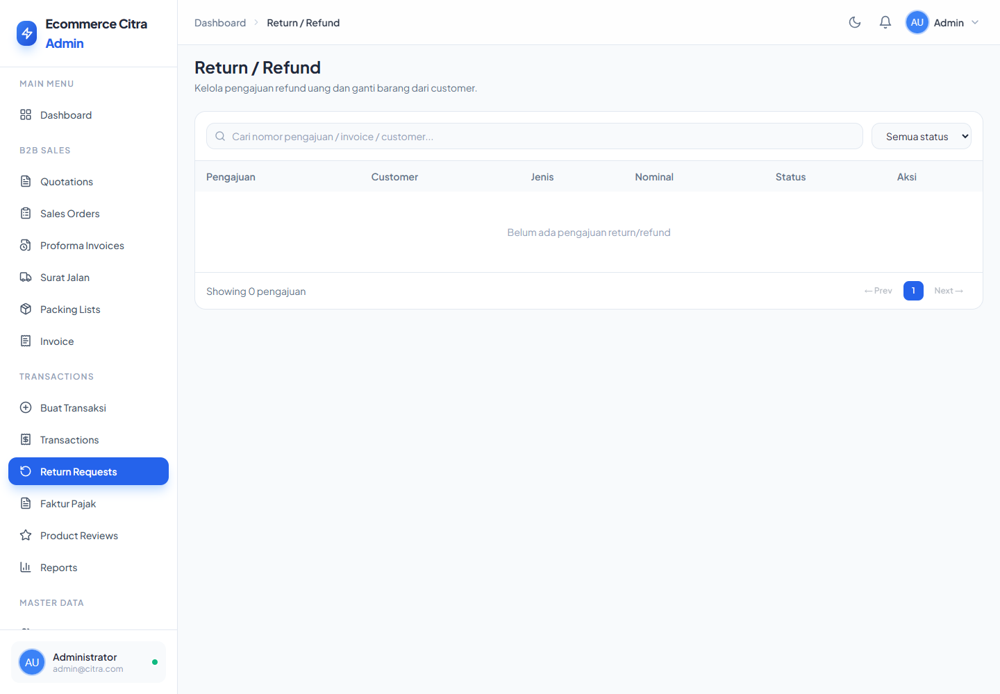 Ecommerce Citra
Admin
MAIN MENU
Dashboard
B2B SALES
Quotations
Sales Orders
Proforma Invoices
Surat Jalan
Packing Lists
Invoice
TRANSACTIONS
Buat Transaksi
Transactions
Return Requests
Faktur Pajak
Product Reviews
Reports
MASTER DATA
AU
Administrator
admin@citra.com
Dashboard > Return / Refund
AU Admin
Return / Refund
Kelola pengajuan refund uang dan ganti barang dari customer.
Cari nomor pengajuan / invoice / customer...
Semua status
Pengajuan Customer Jenis Nominal Status Aksi
Belum ada pengajuan return/refund
Showing 0 pengajuan
← Prev 1 Next →